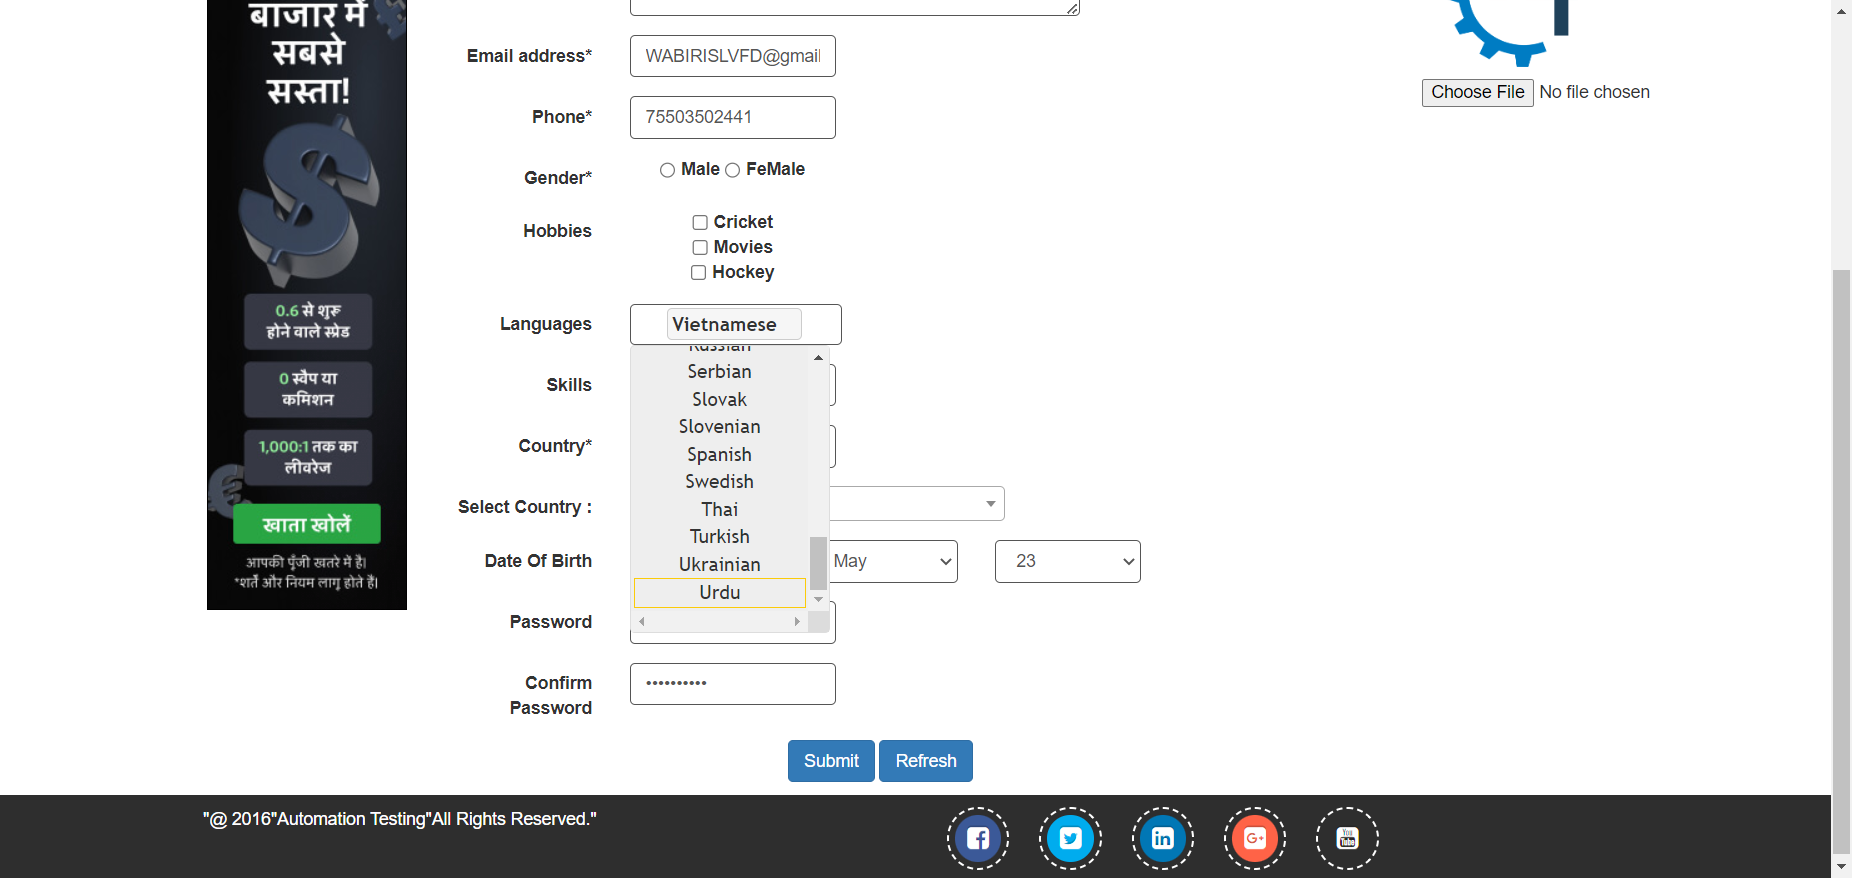 बाजार में
सबसे
सस्ता!
0.6 से शुरू
होने वाले स्प्रेड
0 स्वैप या
कमिशन
1,000:1 तक का
लीवरेज
खाता खोलें
आपकी पूँजी खतरे में है।
*शर्तें और नियम लागू होते हैं।
Email address*
WABIRISLVFD@gmail
Phone*
75503502441
Gender*
Male
FeMale
Hobbies
Cricket
Movies
Hockey
Languages
Vietnamese
Russian
Serbian
Slovak
Slovenian
Spanish
Swedish
Thai
Turkish
Ukrainian
Urdu
Skills
Country*
Select Country :
Date Of Birth
May
23
Password
Confirm
Password
••••••••••
Submit
Refresh
Choose File
No file chosen
"@ 2016"Automation Testing"All Rights Reserved."
f
in
G+
You
Tube